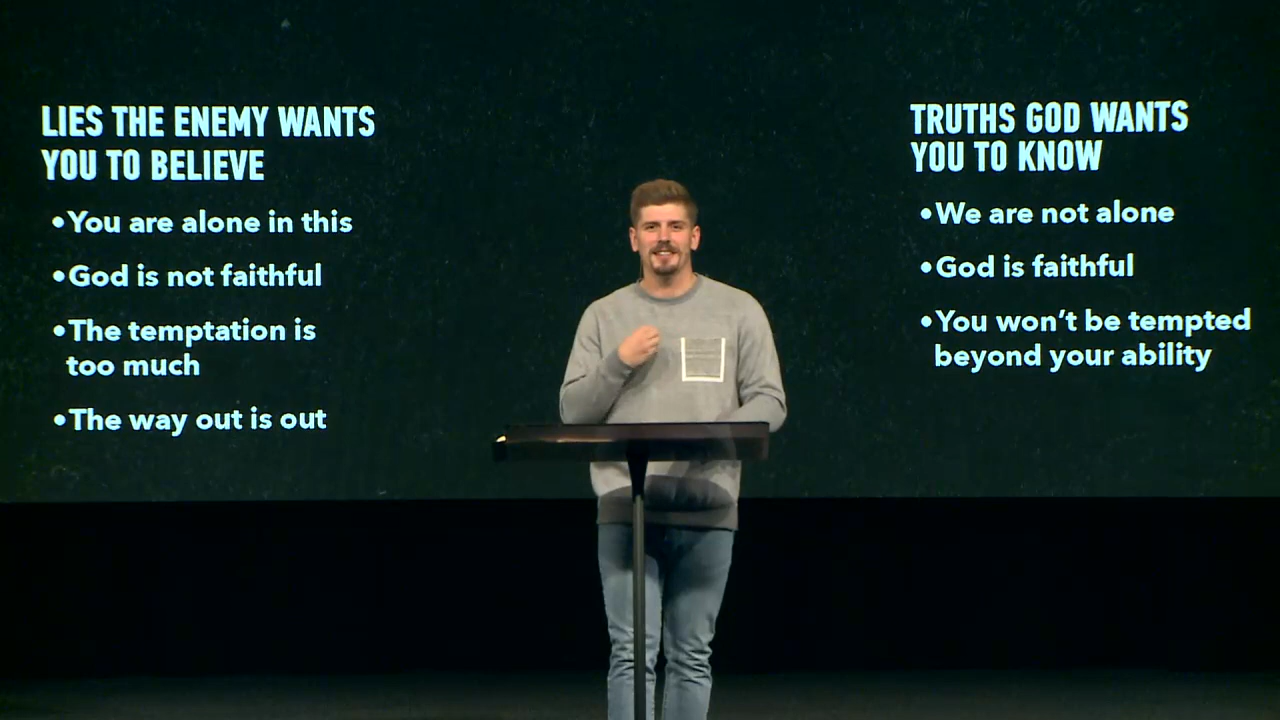 LIES THE ENEMY WANTS
YOU TO BELIEVE
•You are alone in this
•God is not faithful
•The temptation is
too much
•The way out is out
TRUTHS GOD WANTS
YOU TO KNOW
•We are not alone
•God is faithful
•You won’t be tempted
beyond your ability